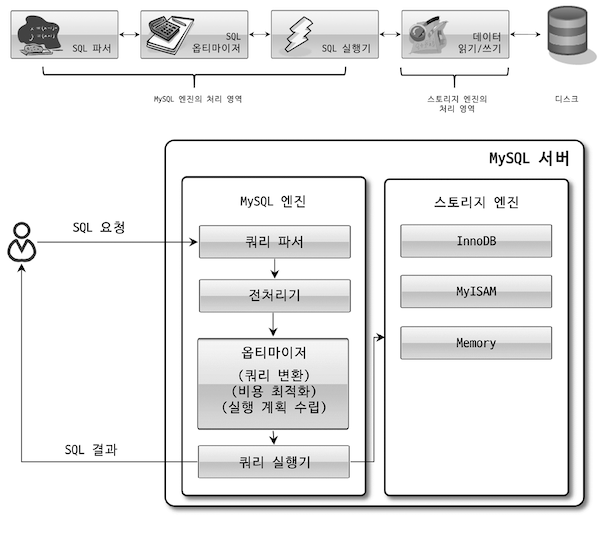 SQL 파서
SQL
옵티마이저
SQL 실행기
데이터
읽기/쓰기
MySQL 엔진의 처리 영역
스토리지 엔진의
처리 영역
디스크
MySQL 서버
MySQL 엔진
스토리지 엔진
SQL 요청
쿼리 파서
InnoDB
전처리기
MyISAM
옵티마이저
(쿼리 변환)
(비용 최적화)
(실행 계획 수립)
Memory
SQL 결과
쿼리 실행기